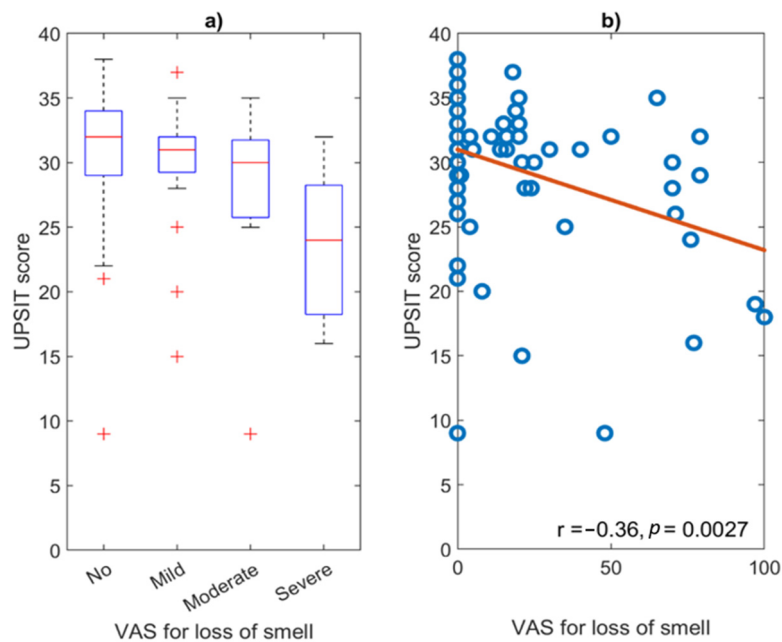 a)
UPSIT score
40
35
30
25
20
15
10
5
0
No
Mild
Moderate
Severe
VAS for loss of smell
b)
UPSIT score
40
35
30
25
20
15
10
5
0
r =−0.36, p = 0.0027
0 50 100
VAS for loss of smell